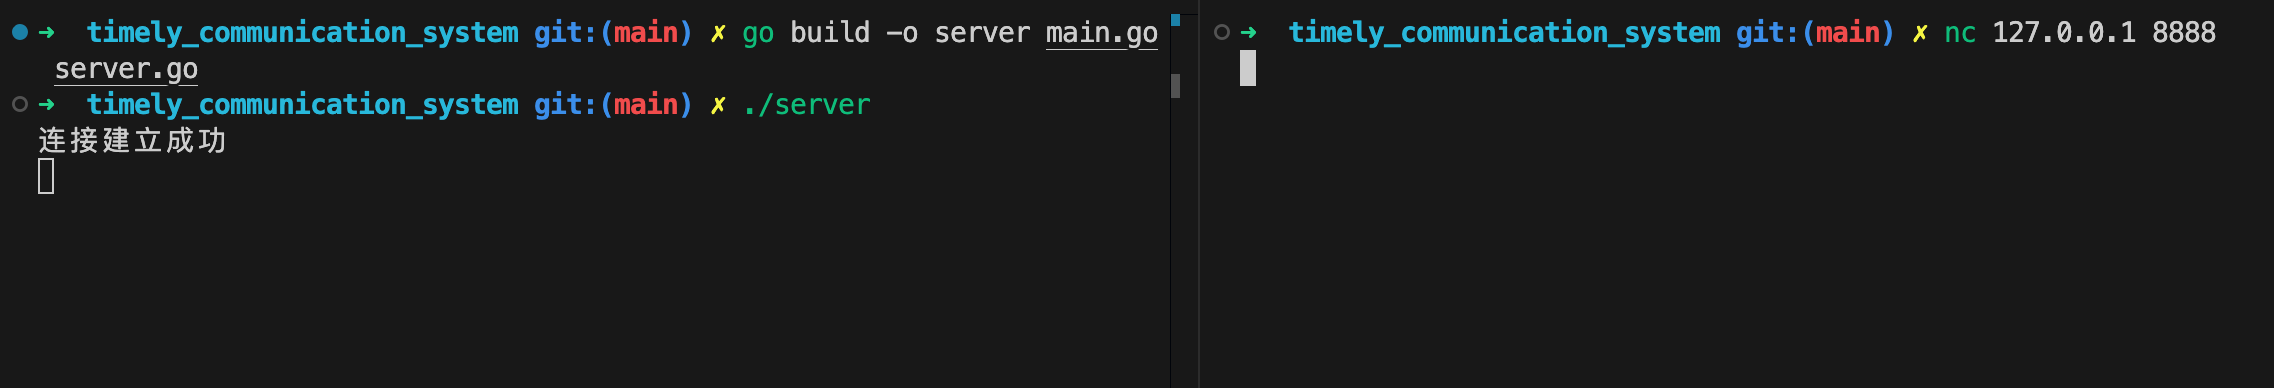 ➜  timely_communication_system git:(main) ✗ go build -o server main.go
server.go
➜  timely_communication_system git:(main) ✗ ./server
连接建立成功
➜  timely_communication_system git:(main) ✗ nc 127.0.0.1 8888